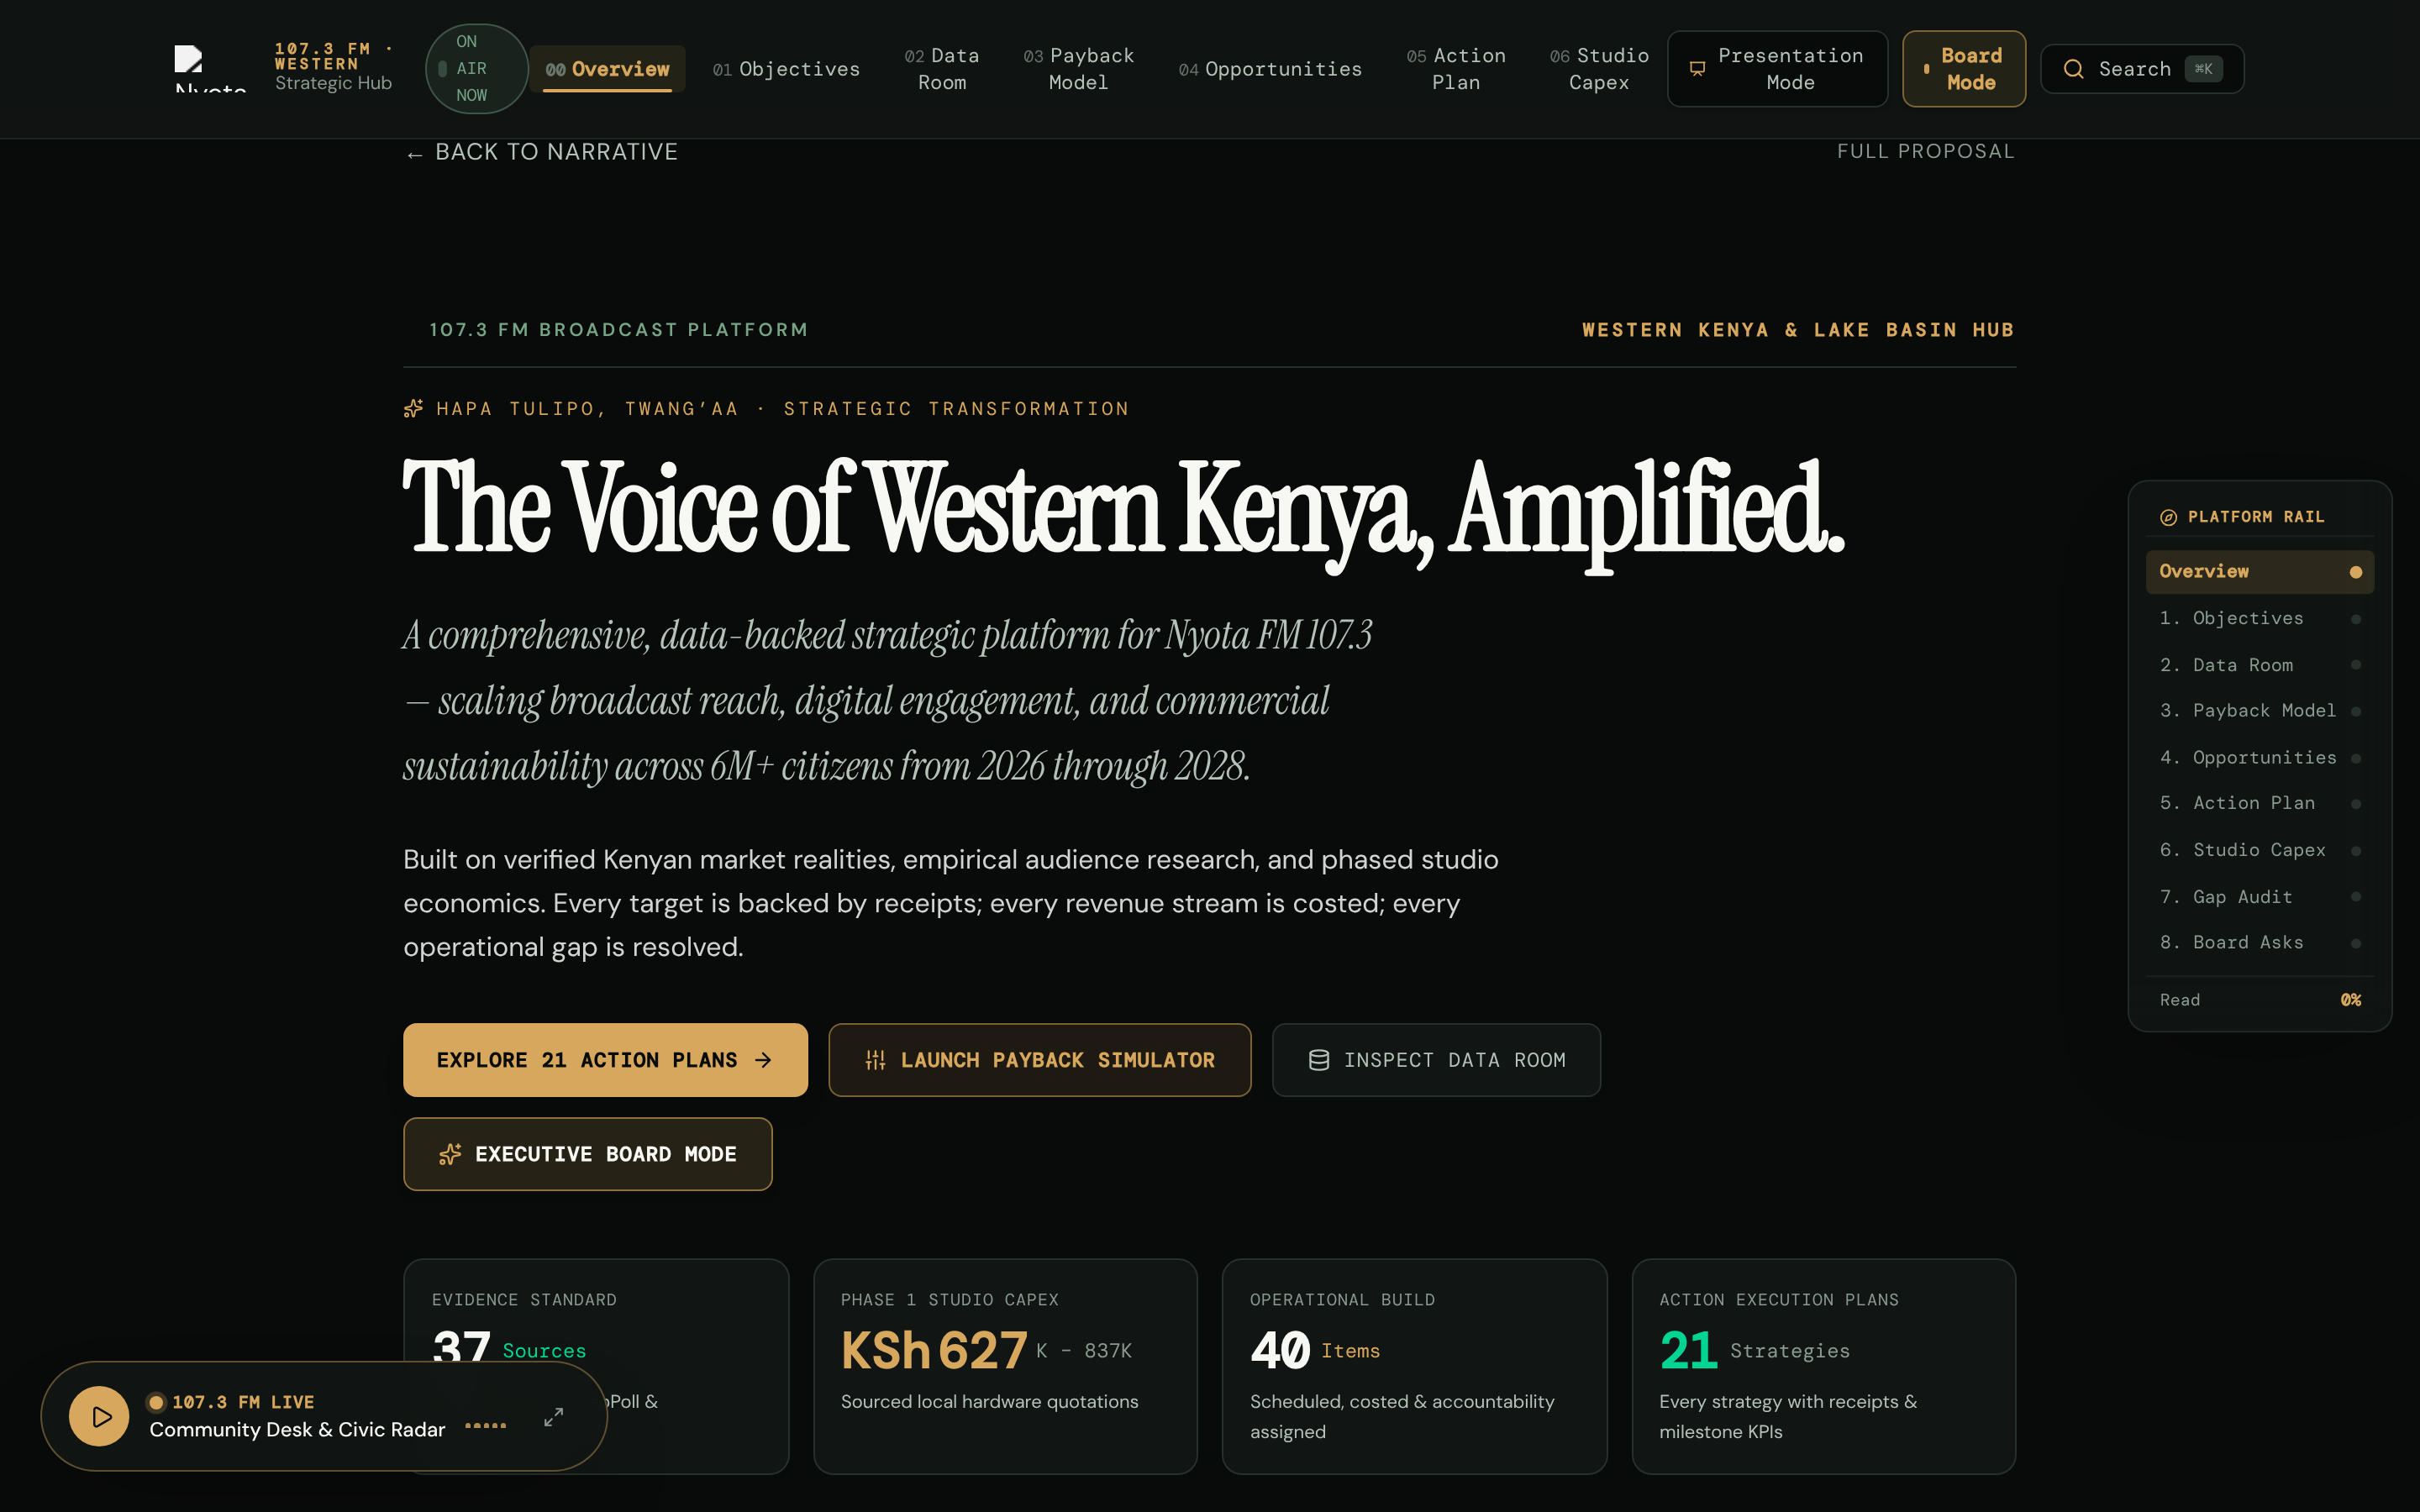 107.3 FM ·
WESTERN
Strategic Hub
ON
AIR
NOW
00 Overview
01 Objectives
02 Data
Room
03 Payback
Model
04 Opportunities
05 Action
Plan
06 Studio
Capex
Presentation
Mode
Board
Mode
Search ⌘K
← BACK TO NARRATIVE
FULL PROPOSAL
107.3 FM BROADCAST PLATFORM
WESTERN KENYA & LAKE BASIN HUB
HAPA TULIPO, TWANG’AA · STRATEGIC TRANSFORMATION
The Voice of Western Kenya, Amplified.
A comprehensive, data-backed strategic platform for Nyota FM 107.3
— scaling broadcast reach, digital engagement, and commercial
sustainability across 6M+ citizens from 2026 through 2028.
Built on verified Kenyan market realities, empirical audience research, and phased studio
economics. Every target is backed by receipts; every revenue stream is costed; every
operational gap is resolved.
EXPLORE 21 ACTION PLANS →
LAUNCH PAYBACK SIMULATOR
INSPECT DATA ROOM
EXECUTIVE BOARD MODE
PLATFORM RAIL
Overview
1. Objectives
2. Data Room
3. Payback Model
4. Opportunities
5. Action Plan
6. Studio Capex
7. Gap Audit
8. Board Asks
Read 0%
EVIDENCE STANDARD
37 Sources
Poll &
PHASE 1 STUDIO CAPEX
KSh 627 K – 837K
Sourced local hardware quotations
OPERATIONAL BUILD
40 Items
Scheduled, costed & accountability
assigned
ACTION EXECUTION PLANS
21 Strategies
Every strategy with receipts &
milestone KPIs
107.3 FM LIVE
Community Desk & Civic Radar